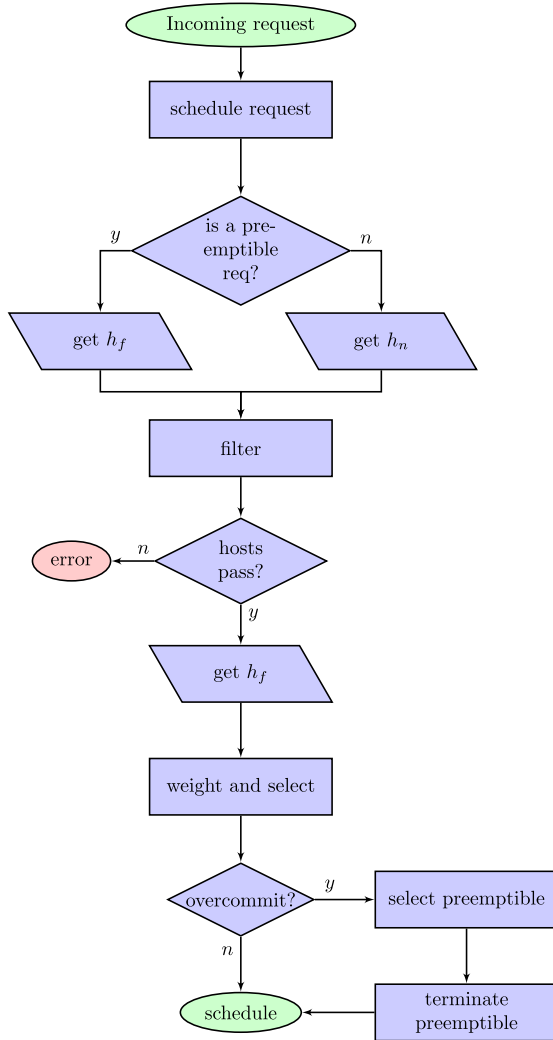 Incoming request
schedule request
is a pre-
emptible
req?
y
n
get h_f
get h_n
filter
hosts
pass?
n
error
y
get h_f
weight and select
overcommit?
y
select preemptible
n
schedule
terminate
preemptible